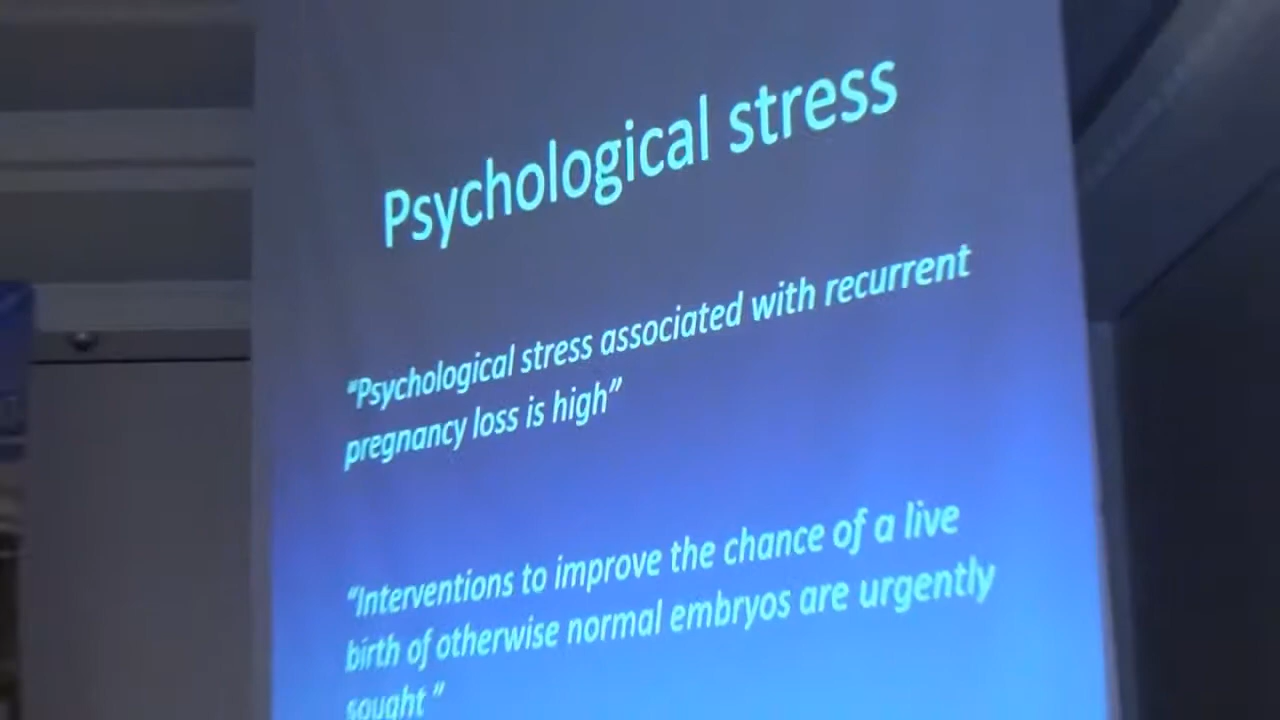 Psychological stress
“Psychological stress associated with recurrent
pregnancy loss is high”
“Interventions to improve the chance of a live
birth of otherwise normal embryos are urgently
sought ”